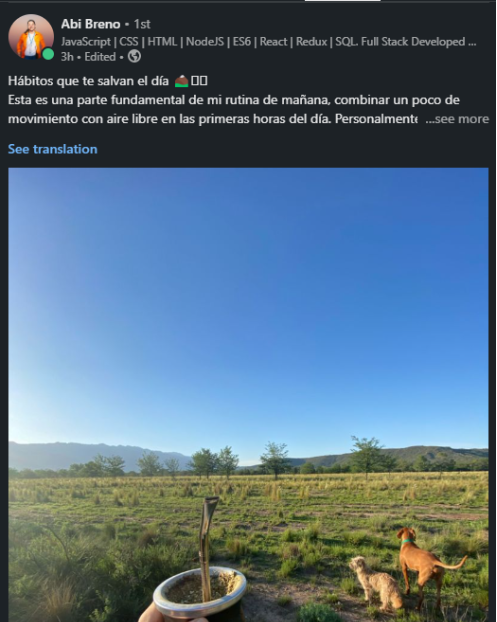 Abi Breno • 1st
JavaScript | CSS | HTML | NodeJS | ES6 | React | Redux | SQL. Full Stack Developed ...
3h • Edited •
Hábitos que te salvan el día
Esta es una parte fundamental de mi rutina de mañana, combinar un poco de
movimiento con aire libre en las primeras horas del día. Personalmente ...see more
See translation